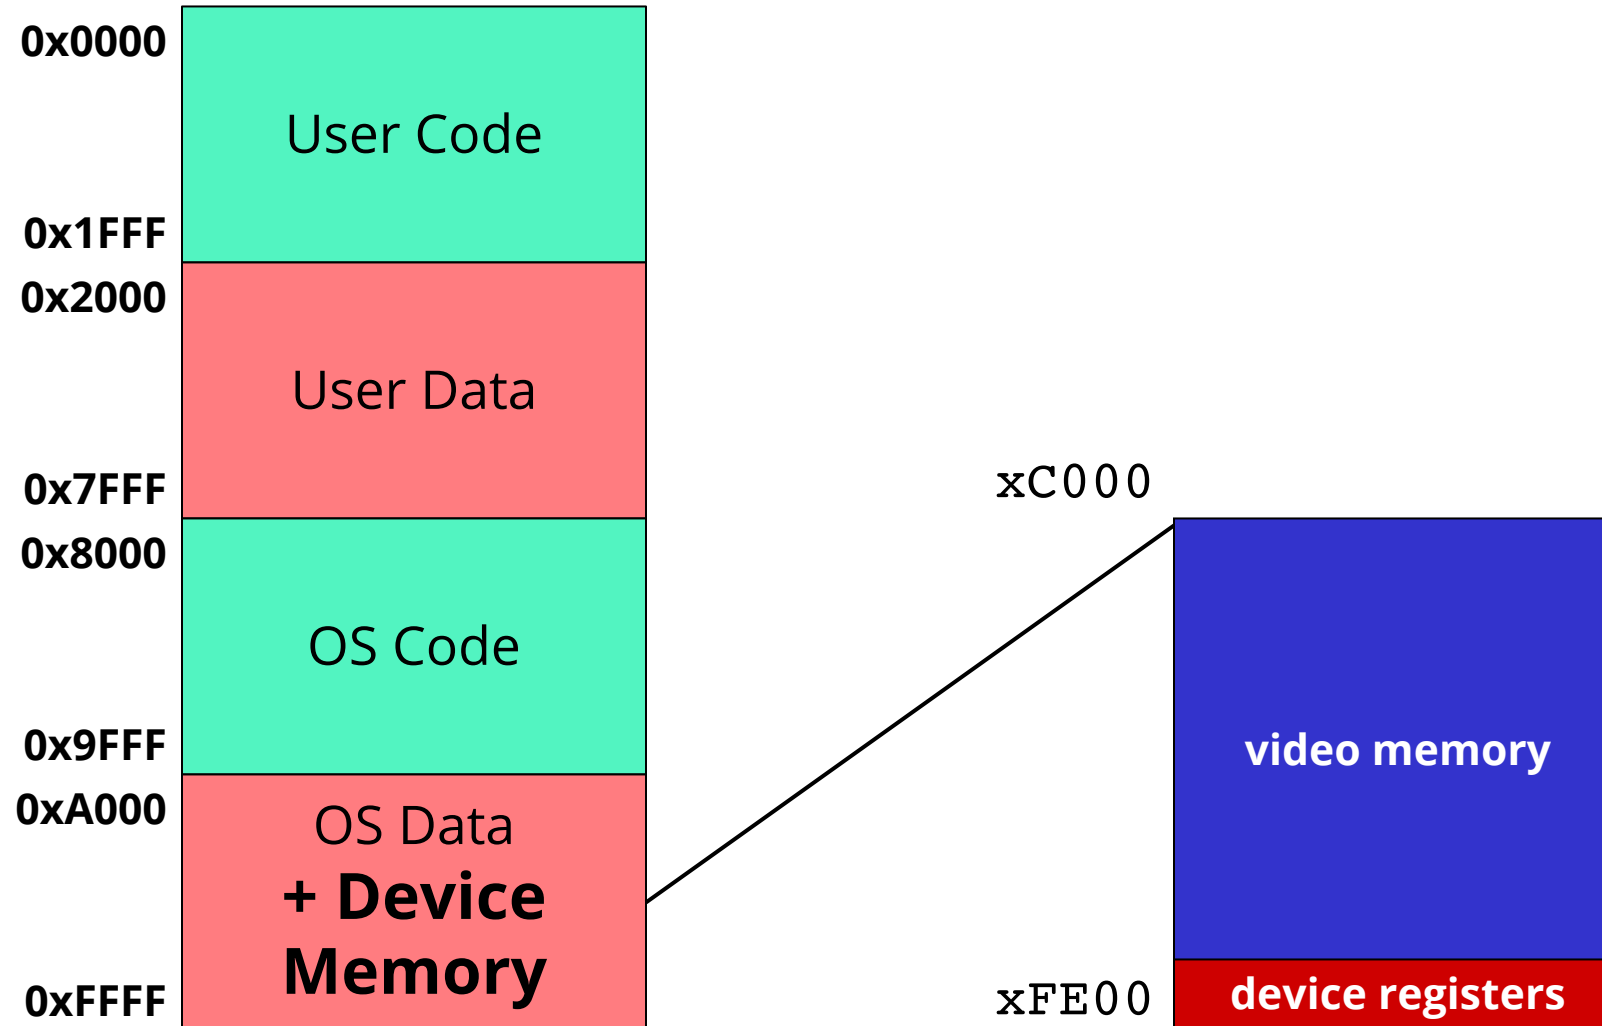 0x0000
User Code
0x1FFF
0x2000
User Data
0x7FFF
0x8000
OS Code
0x9FFF
0xA000
OS Data
+ Device
Memory
0xFFFF
xC000
video memory
xFE00
device registers